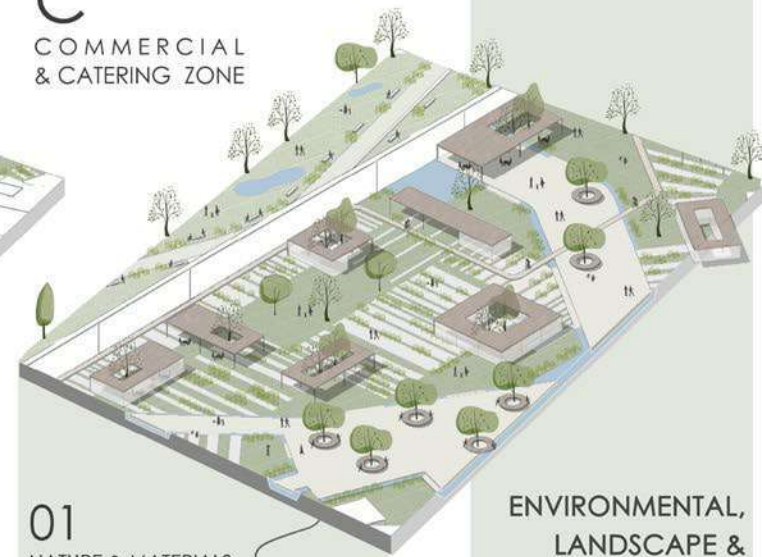 C
COMMERCIAL
& CATERING ZONE
01
ENVIRONMENTAL,
LANDSCAPE &